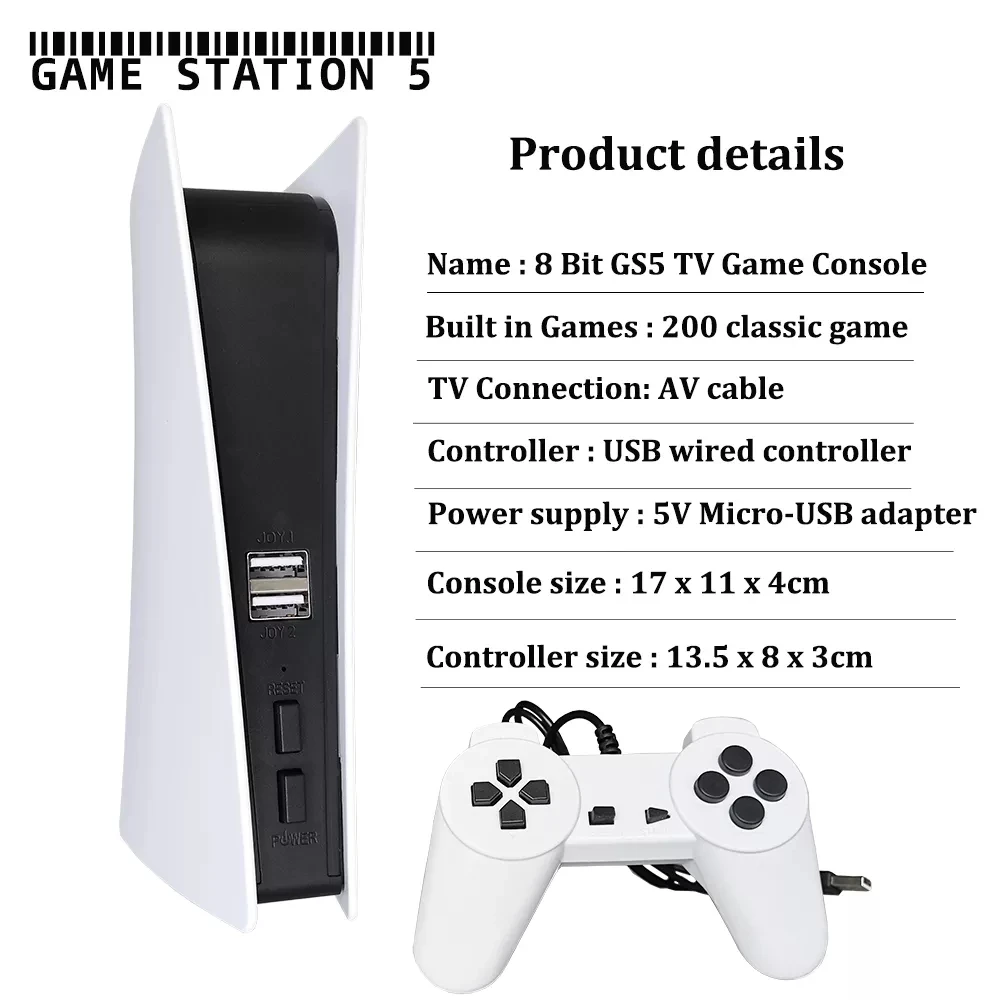 GAME STATION 5
Product details
Name : 8 Bit GS5 TV Game Console
Built in Games : 200 classic game
TV Connection: AV cable
Controller : USB wired controller
Power supply : 5V Micro-USB adapter
Console size : 17 x 11 x 4cm
Controller size : 13.5 x 8 x 3cm
JOY 1
JOY 2
RESET
POWER